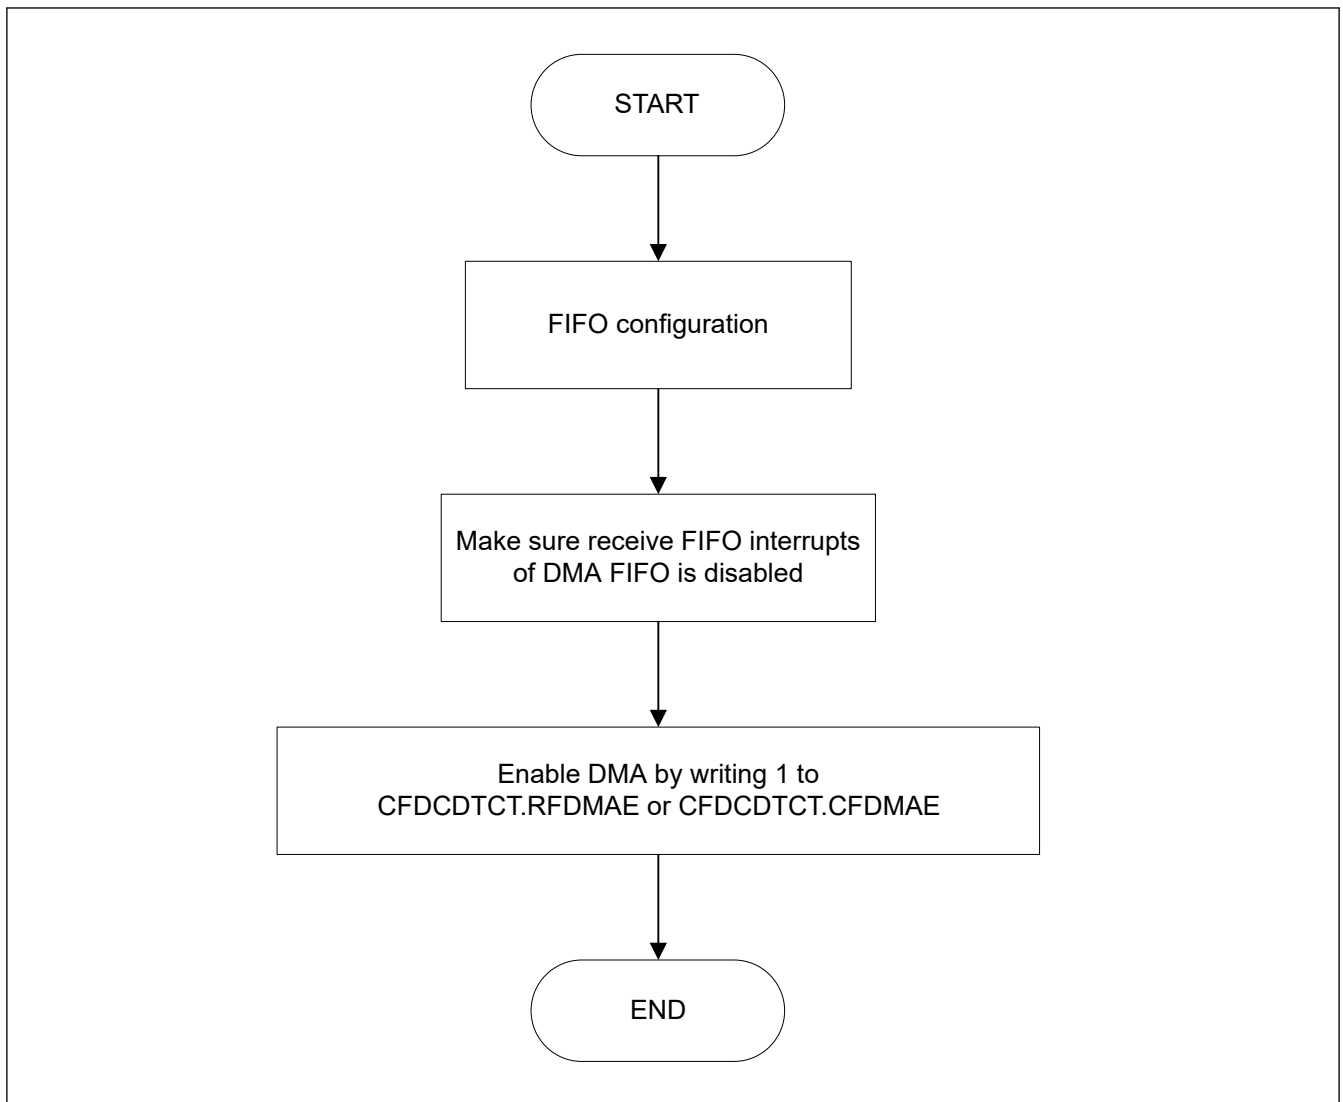 START
FIFO configuration
Make sure receive FIFO interrupts
of DMA FIFO is disabled
Enable DMA by writing 1 to
CFDCDTCT.RFDMAE or CFDCDTCT.CFDMAE
END